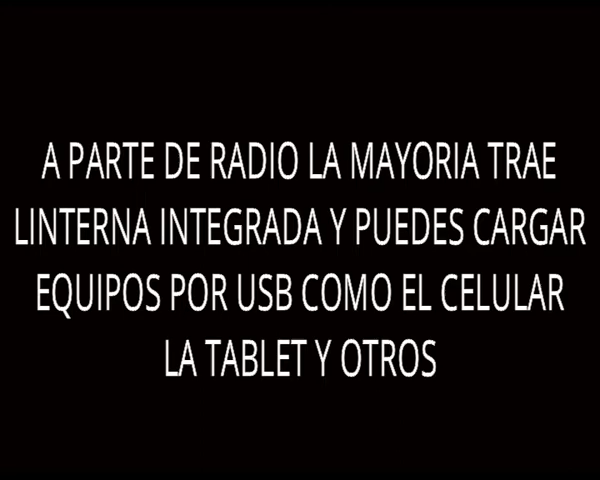 A PARTE DE RADIO LA MAYORIA TRAE
LINTERNA INTEGRADA Y PUEDES CARGAR
EQUIPOS POR USB COMO EL CELULAR
LA TABLET Y OTROS